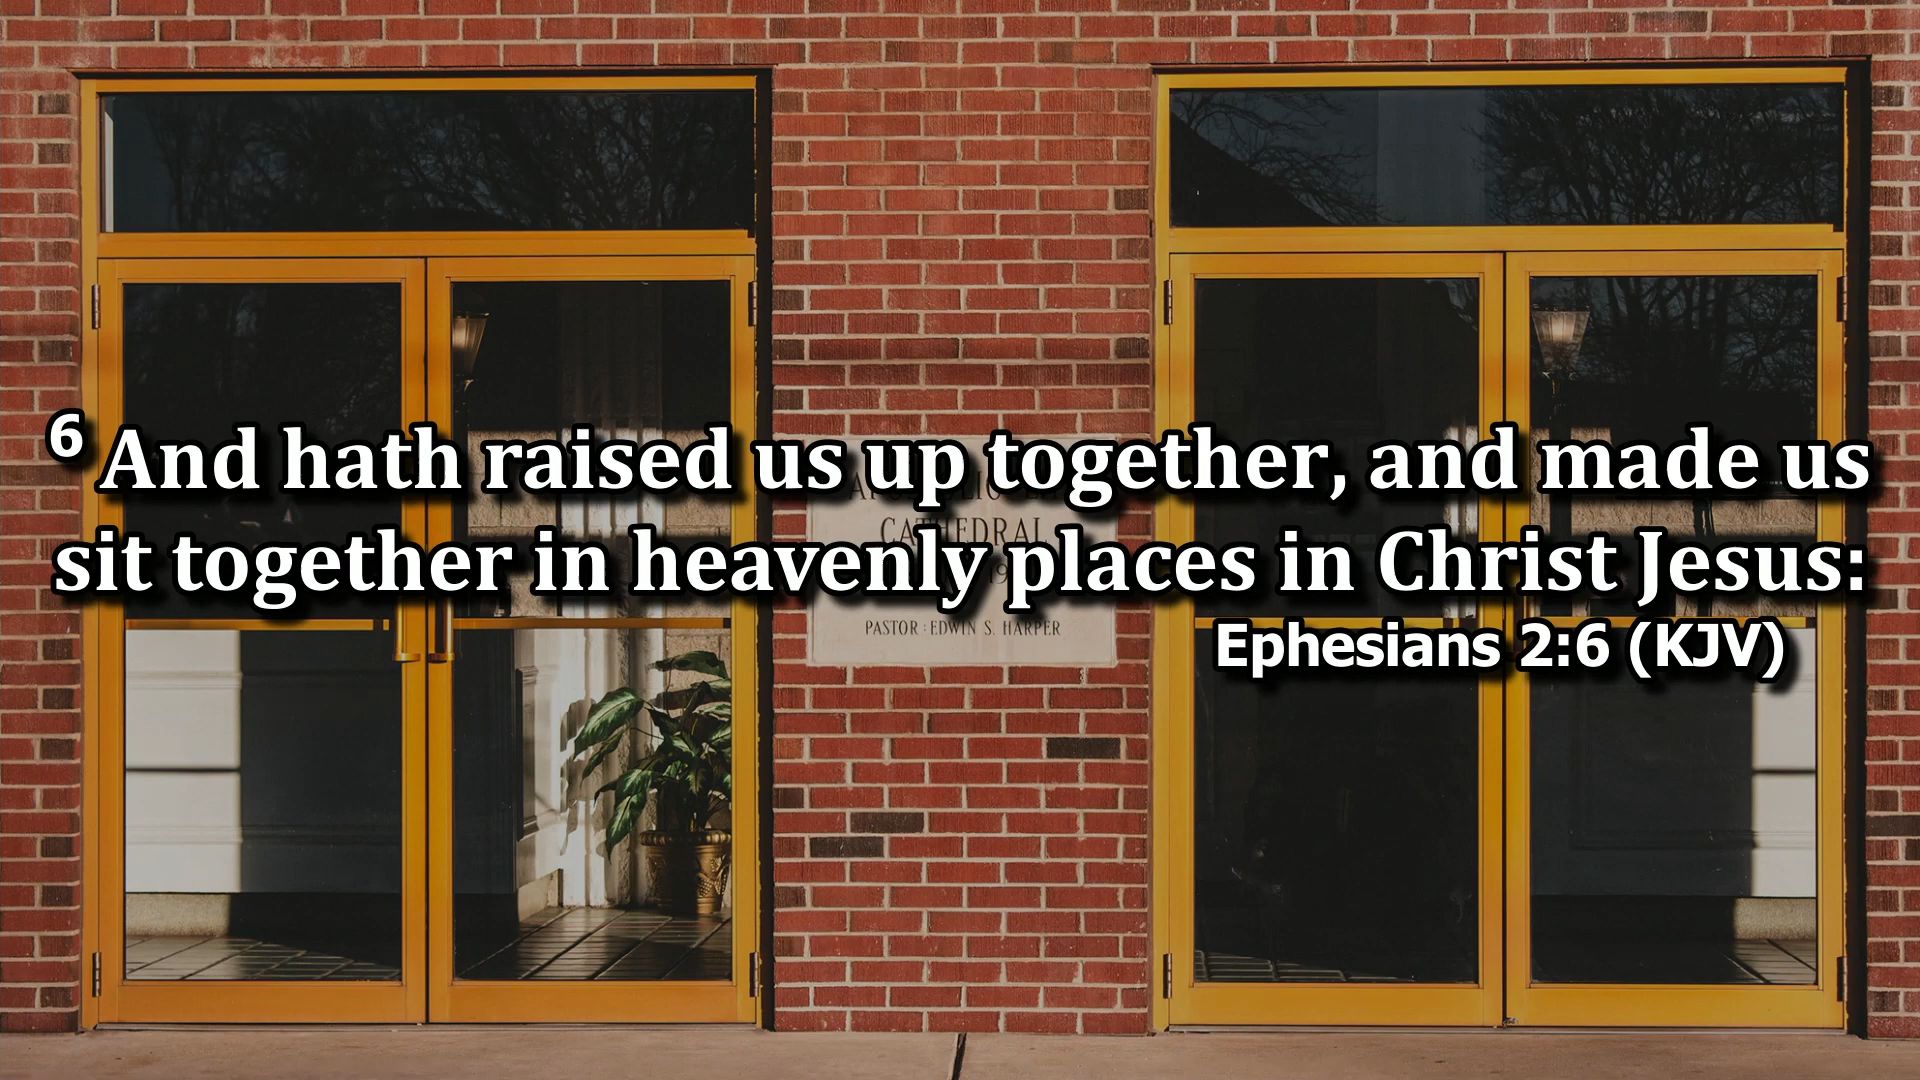 6 And hath raised us up together, and made us
sit together in heavenly places in Christ Jesus:
Ephesians 2:6 (KJV)
CATHEDRAL
PASTOR : EDWIN S. HARPER